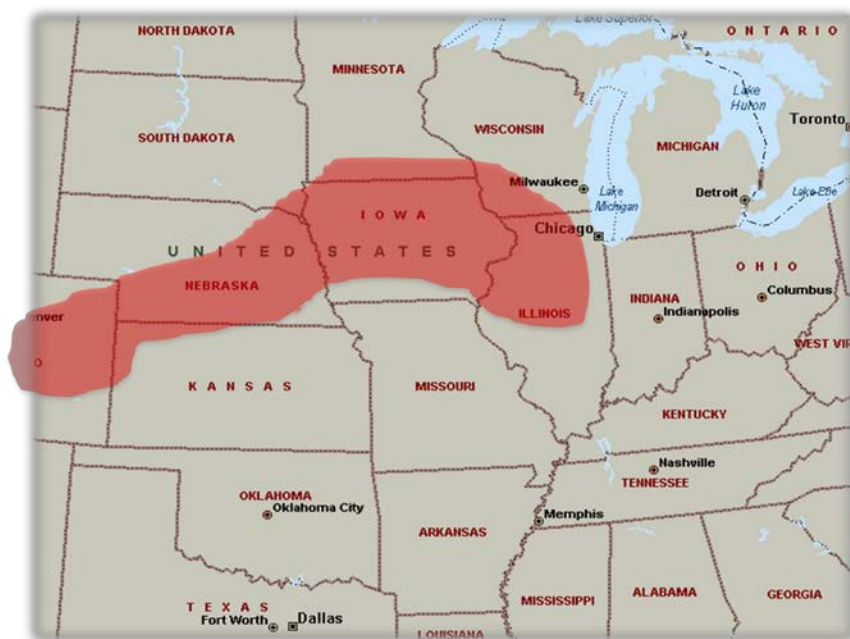 Lake Superior
NORTH DAKOTA
ONTARIO
MINNESOTA
Lake
Huron
Toronto
SOUTH DAKOTA
WISCONSIN
MICHIGAN
Milwaukee
Lake
Michigan
Detroit
Lake Erie
IOWA
Chicago
UNITED STATES
OHIO
NEBRASKA
Columbus
INDIANA
Indianapolis
ILLINOIS
enver
O
WEST VIR
KANSAS
MISSOURI
KENTUCKY
Nashville
TENNESSEE
OKLAHOMA
Oklahoma City
Memphis
ARKANSAS
MISSISSIPPI
ALABAMA
GEORGIA
TEXAS
Fort Worth
Dallas
LOUISIANA